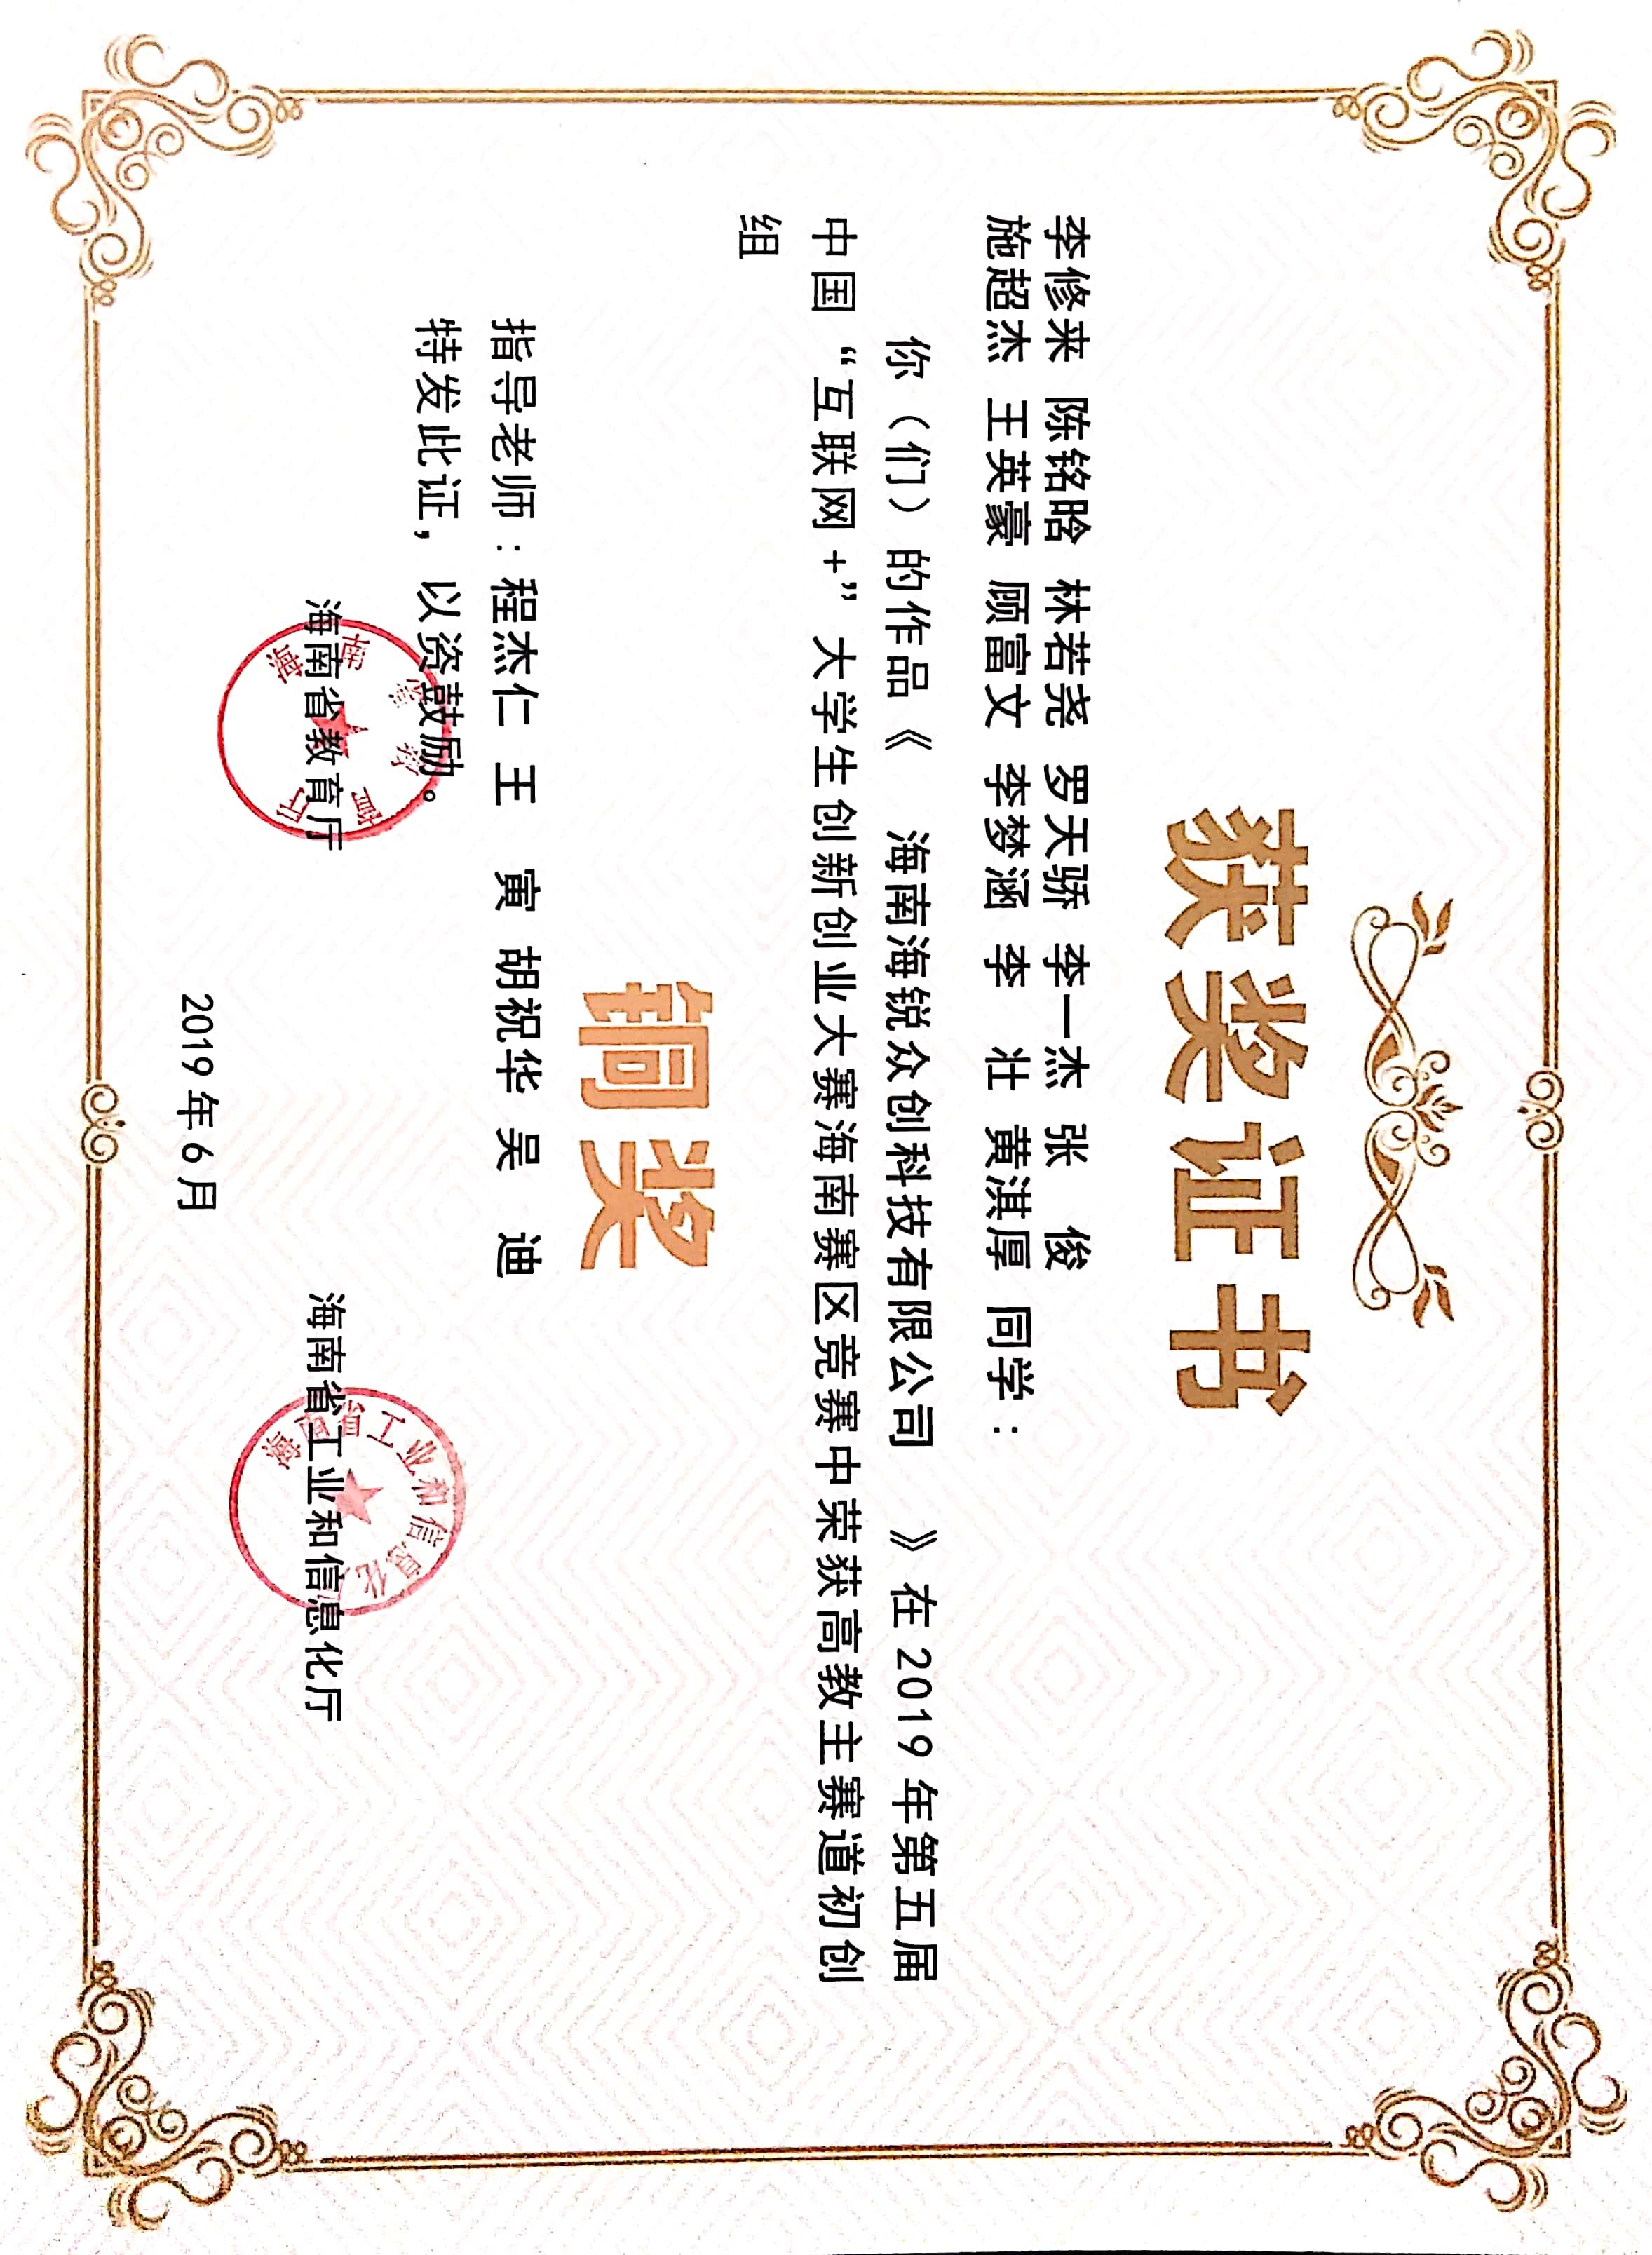 获奖证书
李修来 陈铭晗 林若尧 罗天骄 李一杰 张 俊
施超杰 王英豪 顾富文 李梦涵 李 壮 黄淇厚 同学：
你（们）的作品《 海南海锐众创科技有限公司 》在2019年第五届
中国“互联网+”大学生创新创业大赛海南赛区竞赛中荣获高教主赛道初创
组
铜奖
指导老师：程杰仁 王 寅 胡祝华 吴 迪
特发此证，以资鼓励。
海南省教育厅
海南省工业和信息化厅
海南省教育厅
海南省工业和信息化厅
2019年6月